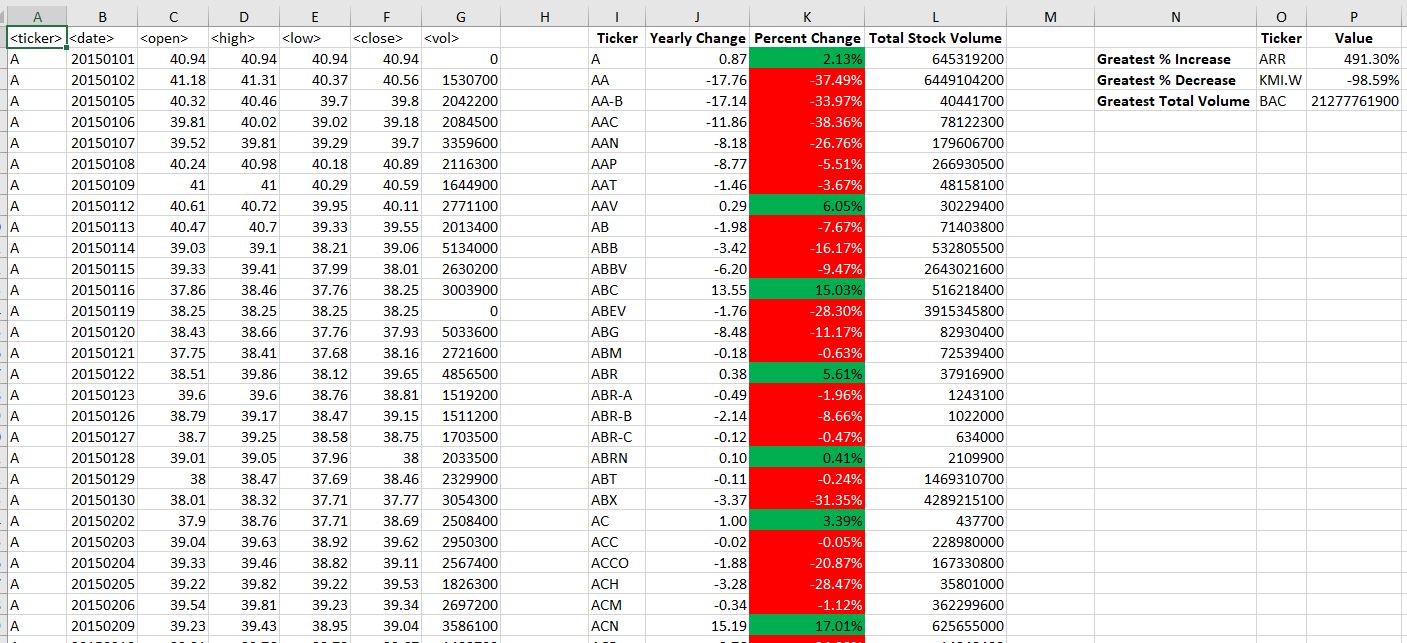 A B C D E F G H I J K L M N O P
<ticker> <date> <open> <high> <low> <close> <vol> Ticker Yearly Change Percent Change Total Stock Volume Ticker Value
A 20150101 40.94 40.94 40.94 40.94 0 A 0.87 2.13% 645319200 Greatest % Increase ARR 491.30%
A 20150102 41.18 41.31 40.37 40.56 1530700 AA -17.76 -37.49% 6449104200 Greatest % Decrease KMI.W -98.59%
A 20150105 40.32 40.46 39.7 39.8 2042200 AA-B -17.14 -33.97% 40441700 Greatest Total Volume BAC 21277761900
A 20150106 39.81 40.02 39.02 39.18 2084500 AAC -11.86 -38.36% 78122300
A 20150107 39.52 39.81 39.29 39.7 3359600 AAN -8.18 -26.76% 179606700
A 20150108 40.24 40.98 40.18 40.89 2116300 AAP -8.77 -5.51% 266930500
A 20150109 41 41 40.29 40.59 1644900 AAT -1.46 -3.67% 48158100
A 20150112 40.61 40.72 39.95 40.11 2771100 AAV 0.29 6.05% 30229400
A 20150113 40.47 40.7 39.33 39.55 2013400 AB -1.98 -7.67% 71403800
A 20150114 39.03 39.1 38.21 39.06 5134000 ABB -3.42 -16.17% 532805500
A 20150115 39.33 39.41 37.99 38.01 2630200 ABBV -6.20 -9.47% 2643021600
A 20150116 37.86 38.46 37.76 38.25 3003900 ABC 13.55 15.03% 516218400
A 20150119 38.25 38.25 38.25 38.25 0 ABEV -1.76 -28.30% 3915345800
A 20150120 38.43 38.66 37.76 37.93 5033600 ABG -8.48 -11.17% 82930400
A 20150121 37.75 38.41 37.68 38.16 2721600 ABM -0.18 -0.63% 72539400
A 20150122 38.51 39.86 38.12 39.65 4856500 ABR 0.38 5.61% 37916900
A 20150123 39.6 39.6 38.76 38.81 1519200 ABR-A -0.49 -1.96% 1243100
A 20150126 38.79 39.17 38.47 39.15 1511200 ABR-B -2.14 -8.66% 1022000
A 20150127 38.7 39.25 38.58 38.75 1703500 ABR-C -0.12 -0.47% 634000
A 20150128 39.01 39.05 37.96 38 2033500 ABRN 0.10 0.41% 2109900
A 20150129 38 38.47 37.69 38.46 2329900 ABT -0.11 -0.24% 1469310700
A 20150130 38.01 38.32 37.71 37.77 3054300 ABX -3.37 -31.35% 4289215100
A 20150202 37.9 38.76 37.71 38.69 2508400 AC 1.00 3.39% 437700
A 20150203 39.04 39.63 38.92 39.62 2950300 ACC -0.02 -0.05% 228980000
A 20150204 39.33 39.46 38.82 39.11 2567400 ACCO -1.88 -20.87% 167330800
A 20150205 39.22 39.82 39.22 39.53 1826300 ACH -3.28 -28.47% 35801000
A 20150206 39.54 39.81 39.23 39.34 2697200 ACM -0.34 -1.12% 362299600
A 20150209 39.23 39.43 38.95 39.04 3586100 ACN 15.19 17.01% 625655000